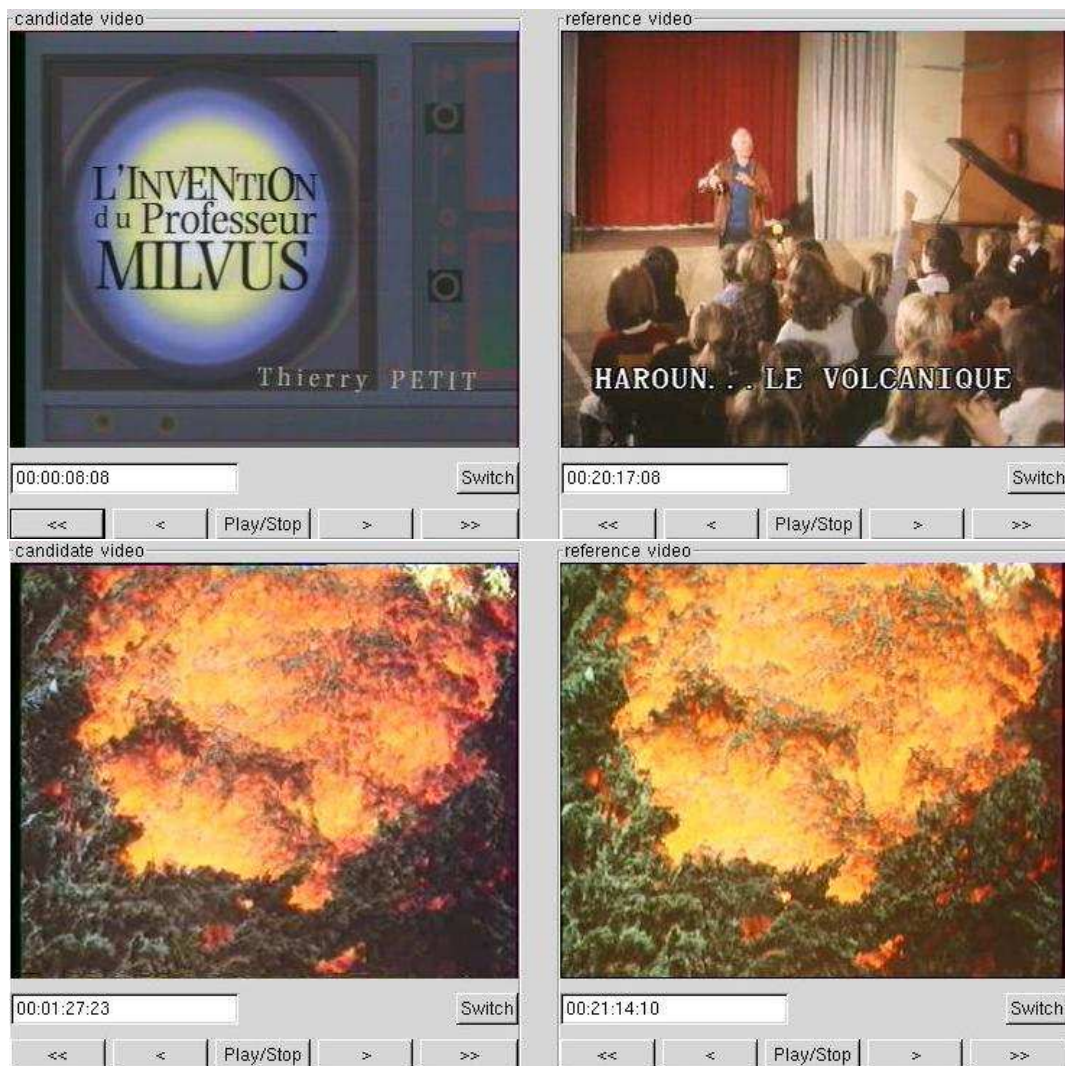 candidate video
reference video
L'INVENTION
du Professeur
MILVUS
Thierry PETIT
HAROUN... LE VOLCANIQUE
00:00:08:08
Switch
00:20:17:08
Switch
<<
<
Play/Stop
>
>>
<<
<
Play/Stop
>
>>
candidate video
reference video
00:01:27:23
Switch
00:21:14:10
Switch
<<
<
Play/Stop
>
>>
<<
<
Play/Stop
>
>>